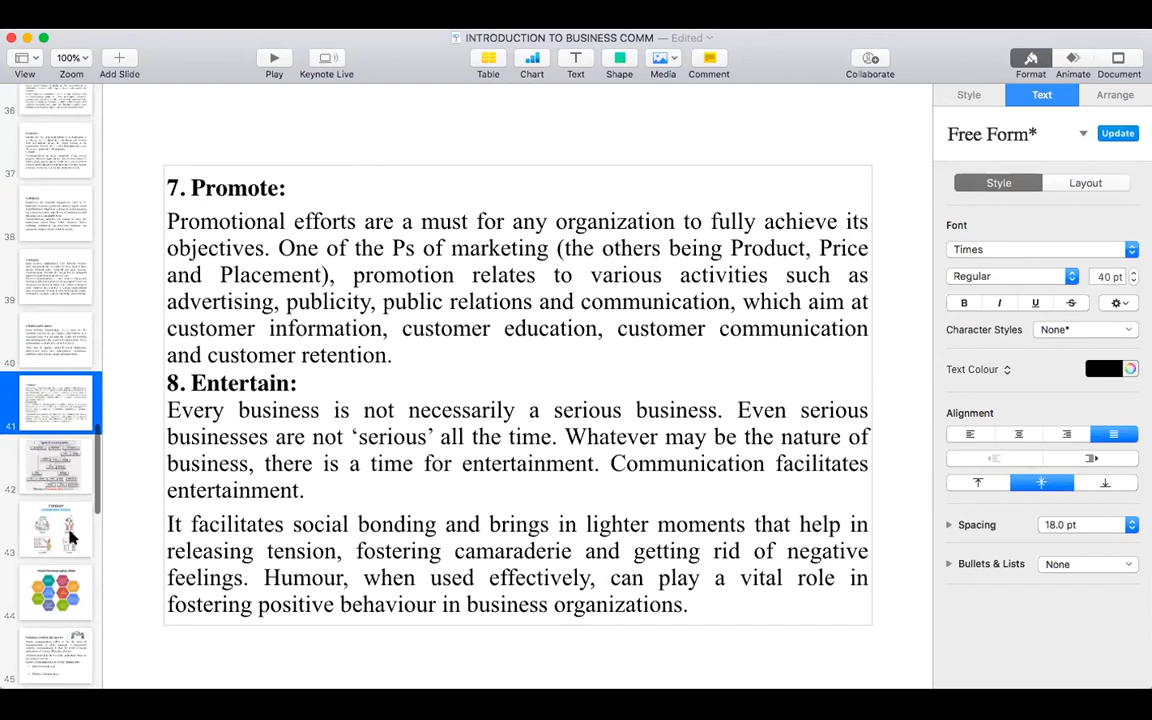 INTRODUCTION TO BUSINESS COMM — Edited
100%
View
Zoom
Add Slide
Play
Keynote Live
Table
Chart
Text
Shape
Media
Comment
Collaborate
Format
Animate
Document
Style
Text
Arrange
Free Form*
Update
Style
Layout
Font
Times
Regular
40 pt
B
I
U
S
Character Styles
None*
Text Colour
Alignment
Spacing
18.0 pt
Bullets & Lists
None
36
37
38
39
40
41
42
43
44
45
7. Promote:
Promotional efforts are a must for any organization to fully achieve its
objectives. One of the Ps of marketing (the others being Product, Price
and Placement), promotion relates to various activities such as
advertising, publicity, public relations and communication, which aim at
customer information, customer education, customer communication
and customer retention.
8. Entertain:
Every business is not necessarily a serious business. Even serious
businesses are not ‘serious’ all the time. Whatever may be the nature of
business, there is a time for entertainment. Communication facilitates
entertainment.
It facilitates social bonding and brings in lighter moments that help in
releasing tension, fostering camaraderie and getting rid of negative
feelings. Humour, when used effectively, can play a vital role in
fostering positive behaviour in business organizations.